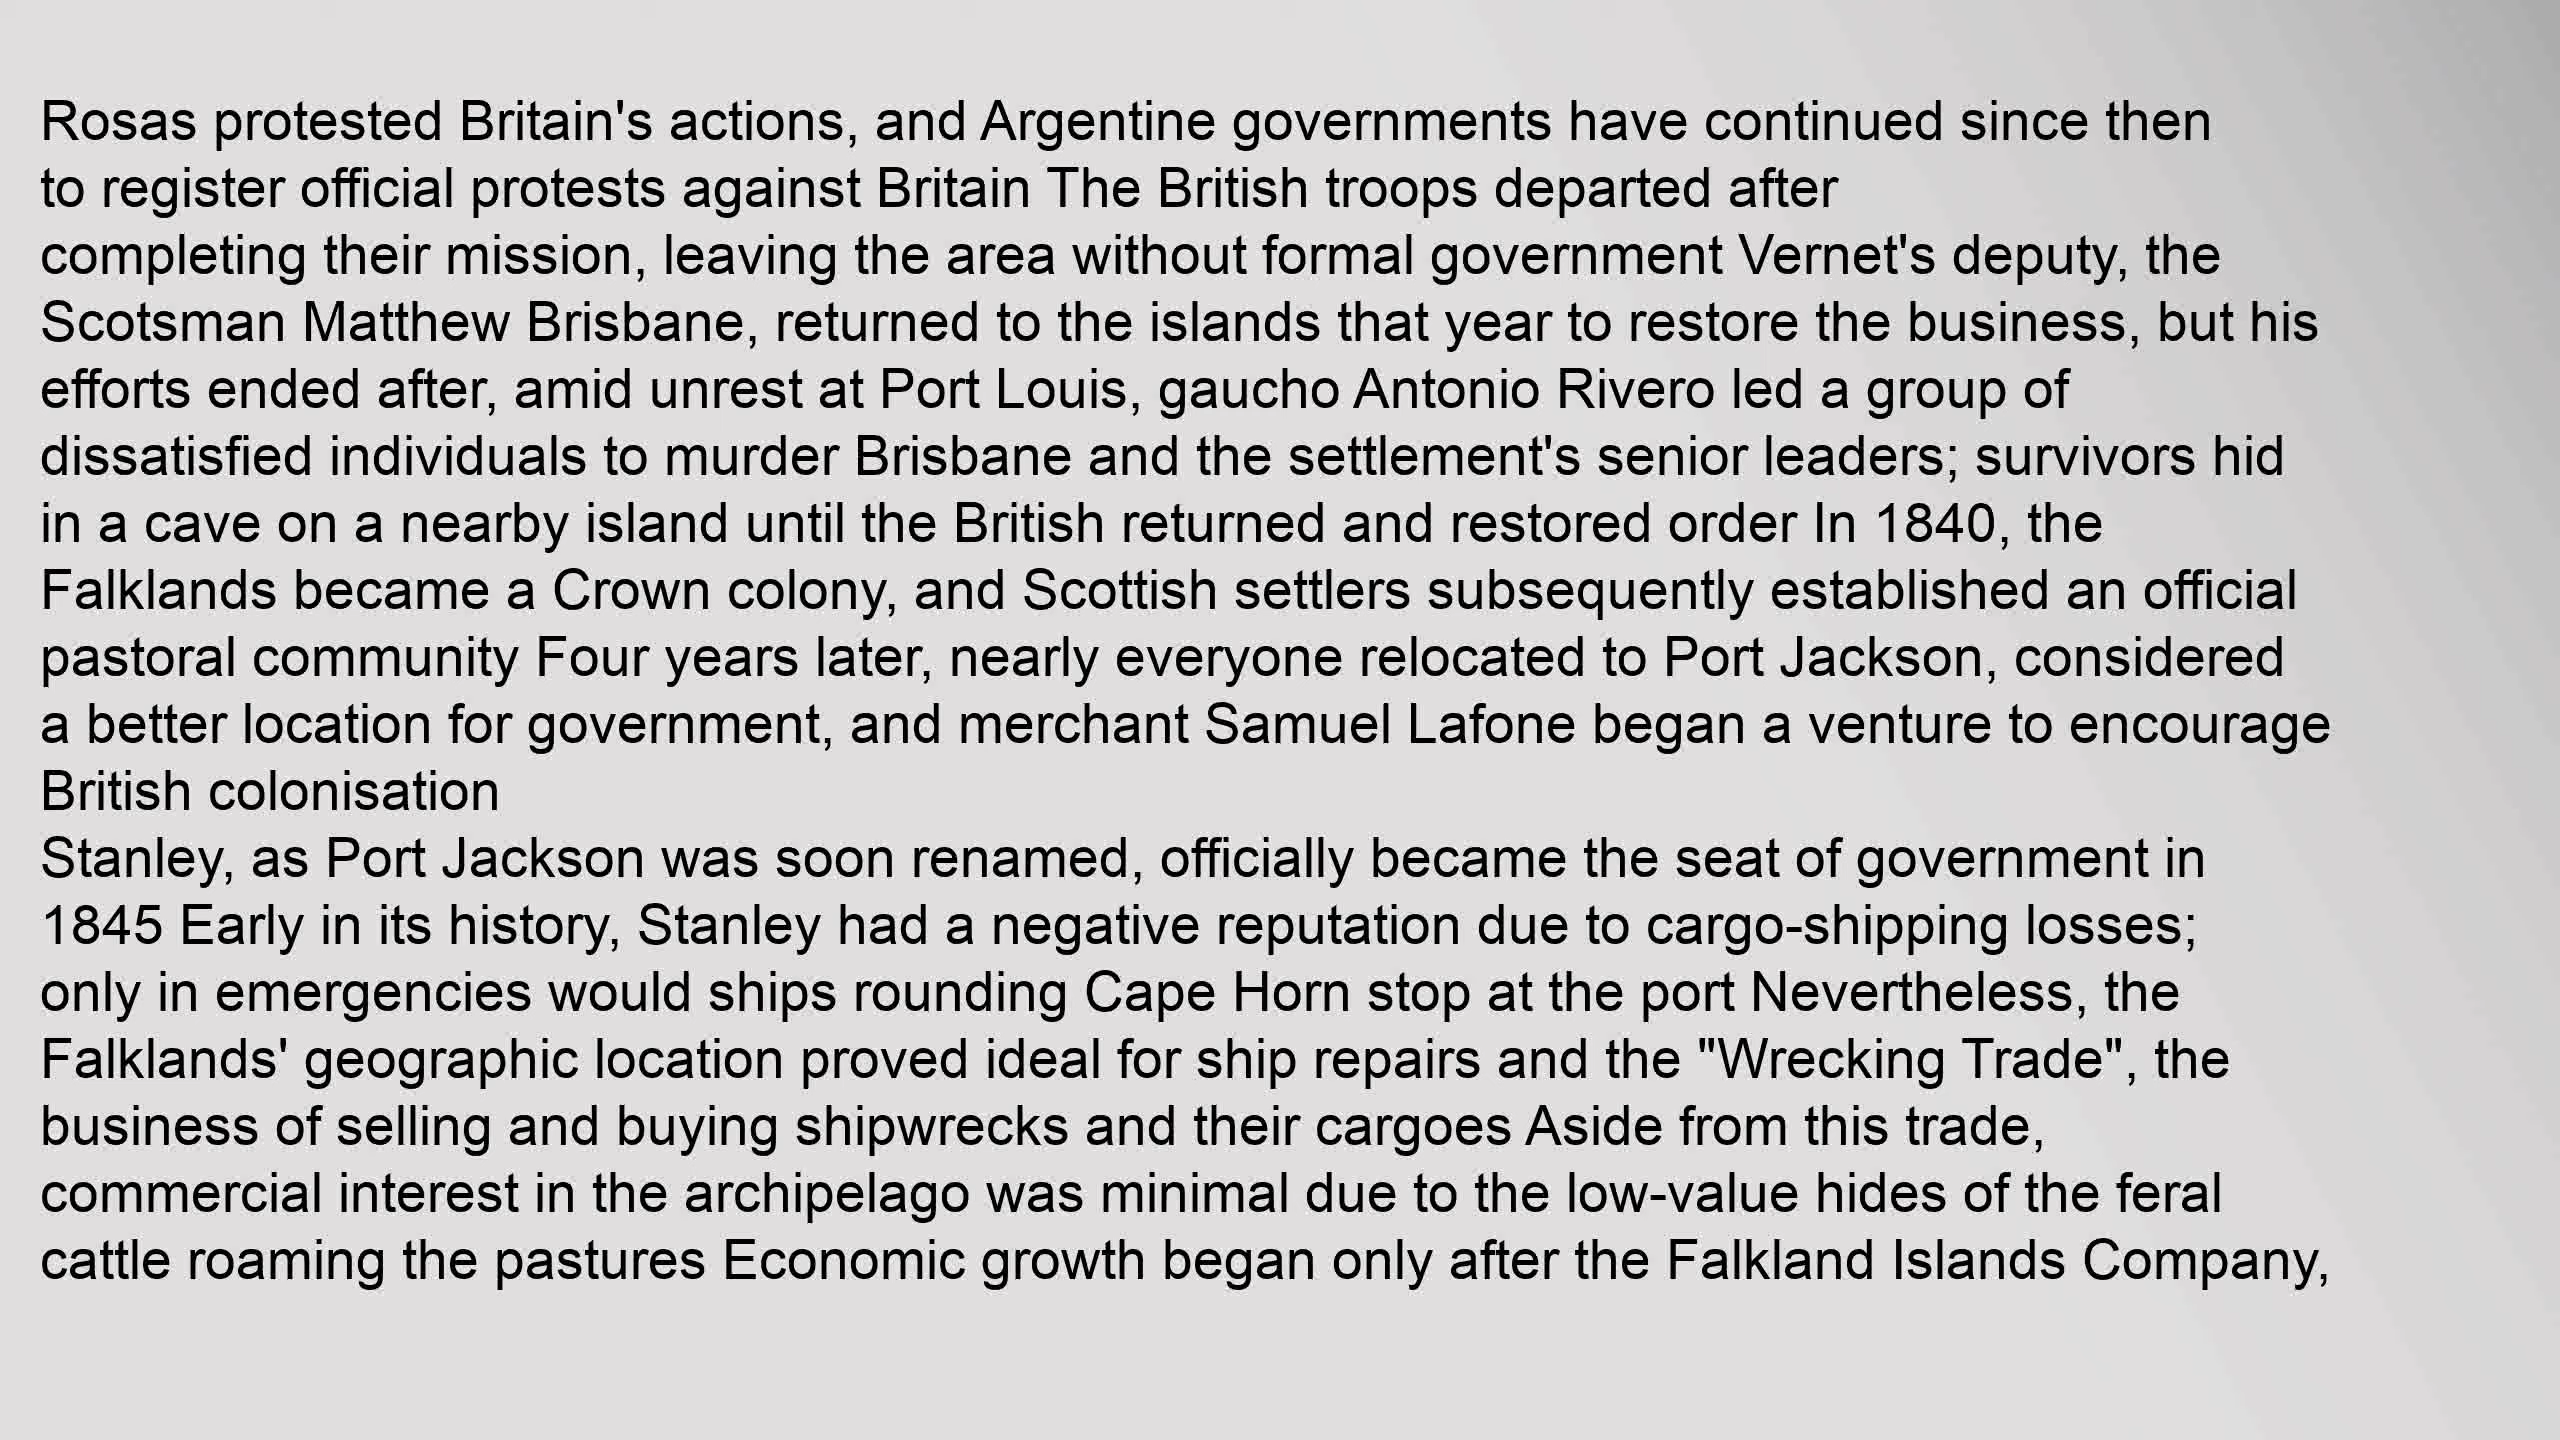 Rosas protested Britain's actions, and Argentine governments have continued since then
to register official protests against Britain The British troops departed after
completing their mission, leaving the area without formal government Vernet's deputy, the
Scotsman Matthew Brisbane, returned to the islands that year to restore the business, but his
efforts ended after, amid unrest at Port Louis, gaucho Antonio Rivero led a group of
dissatisfied individuals to murder Brisbane and the settlement's senior leaders; survivors hid
in a cave on a nearby island until the British returned and restored order In 1840, the
Falklands became a Crown colony, and Scottish settlers subsequently established an official
pastoral community Four years later, nearly everyone relocated to Port Jackson, considered
a better location for government, and merchant Samuel Lafone began a venture to encourage
British colonisation
Stanley, as Port Jackson was soon renamed, officially became the seat of government in
1845 Early in its history, Stanley had a negative reputation due to cargo-shipping losses;
only in emergencies would ships rounding Cape Horn stop at the port Nevertheless, the
Falklands' geographic location proved ideal for ship repairs and the "Wrecking Trade", the
business of selling and buying shipwrecks and their cargoes Aside from this trade,
commercial interest in the archipelago was minimal due to the low-value hides of the feral
cattle roaming the pastures Economic growth began only after the Falkland Islands Company,